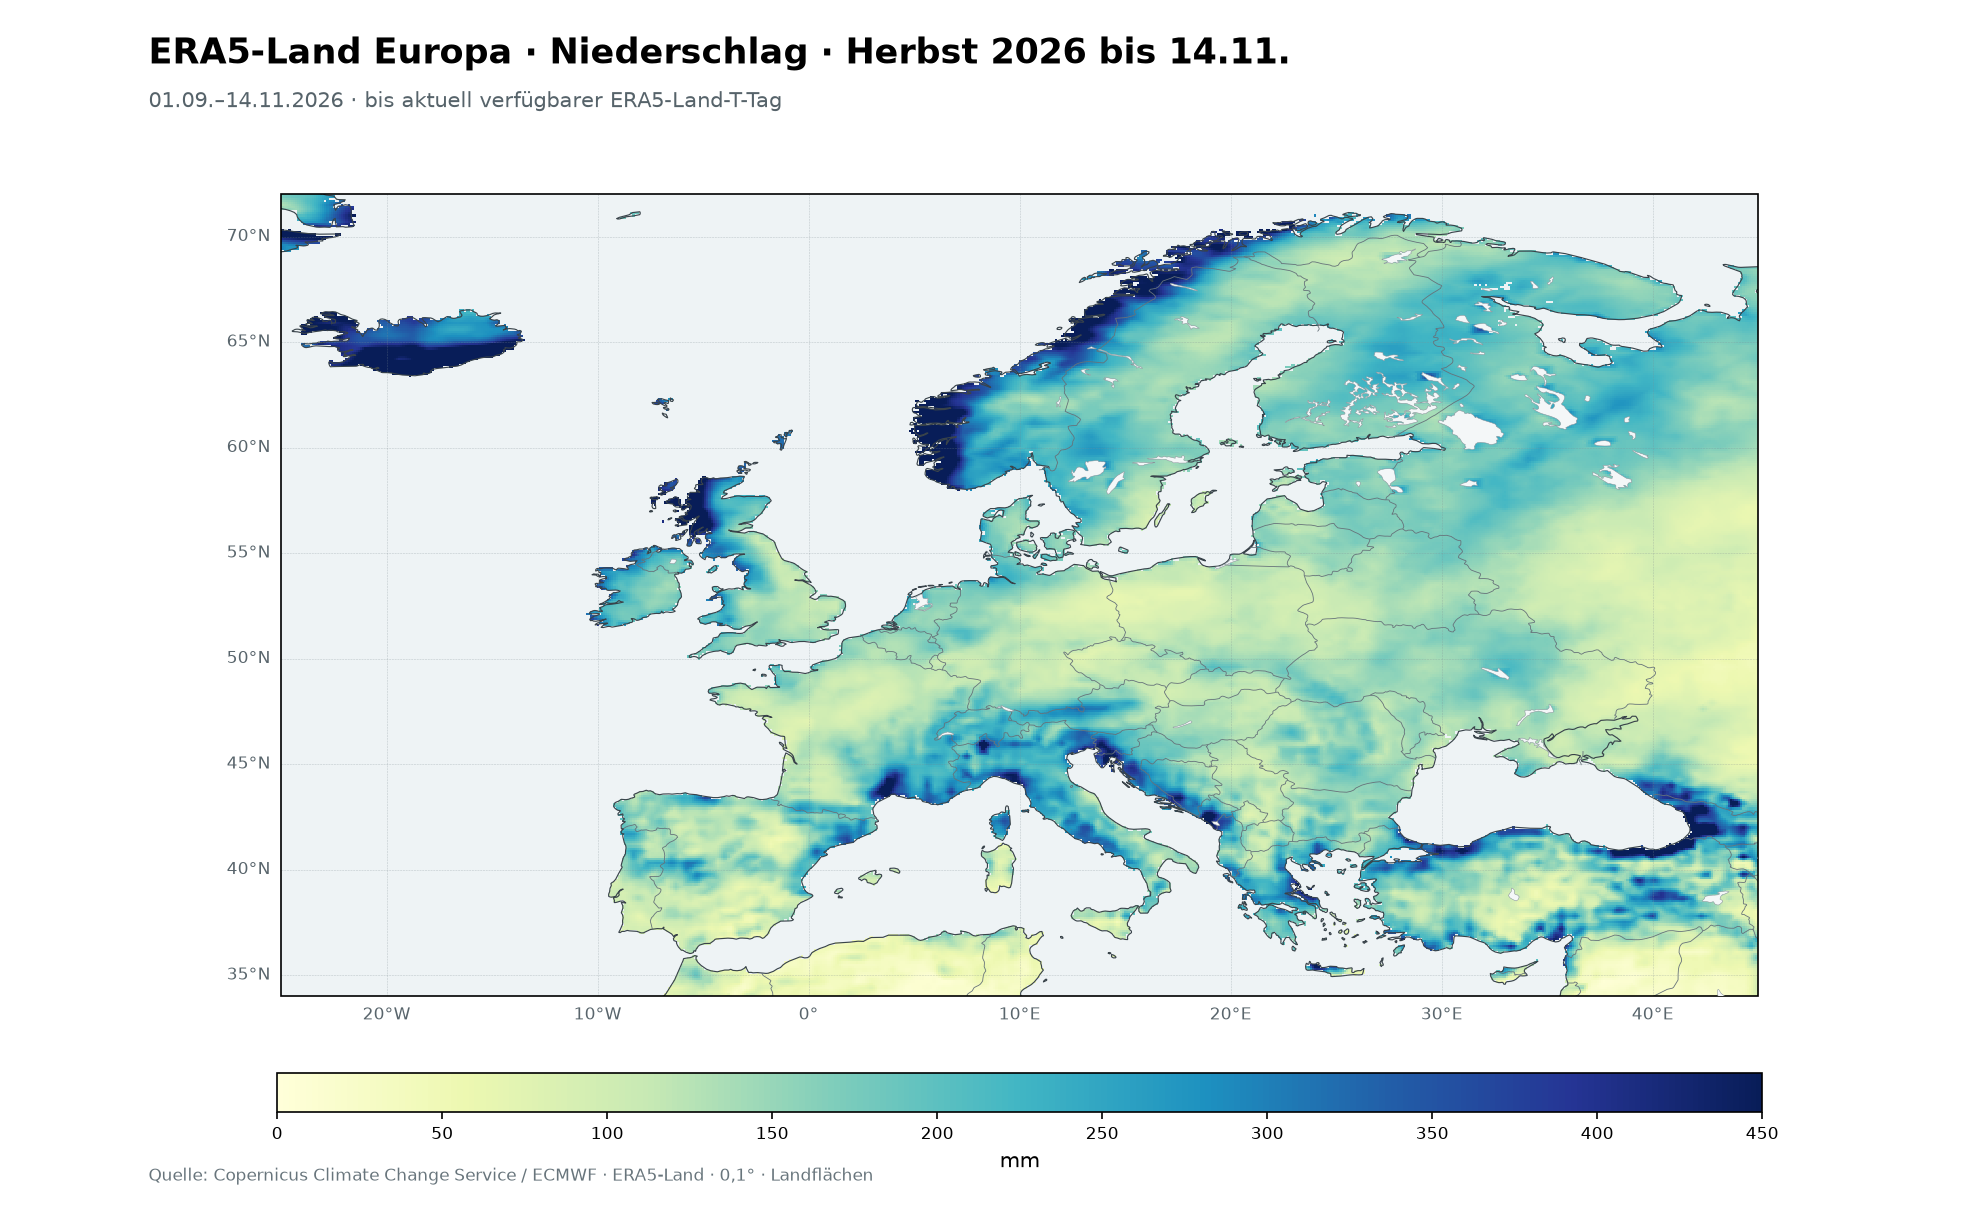 ERA5-Land Europa · Niederschlag · Herbst 2026 bis 14.11.
01.09.–14.11.2026 · bis aktuell verfügbarer ERA5-Land-T-Tag
70°N
65°N
60°N
55°N
50°N
45°N
40°N
35°N
20°W 10°W 0° 10°E 20°E 30°E 40°E
0 50 100 150 200 250 300 350 400 450
mm
Quelle: Copernicus Climate Change Service / ECMWF · ERA5-Land · 0,1° · Landflächen